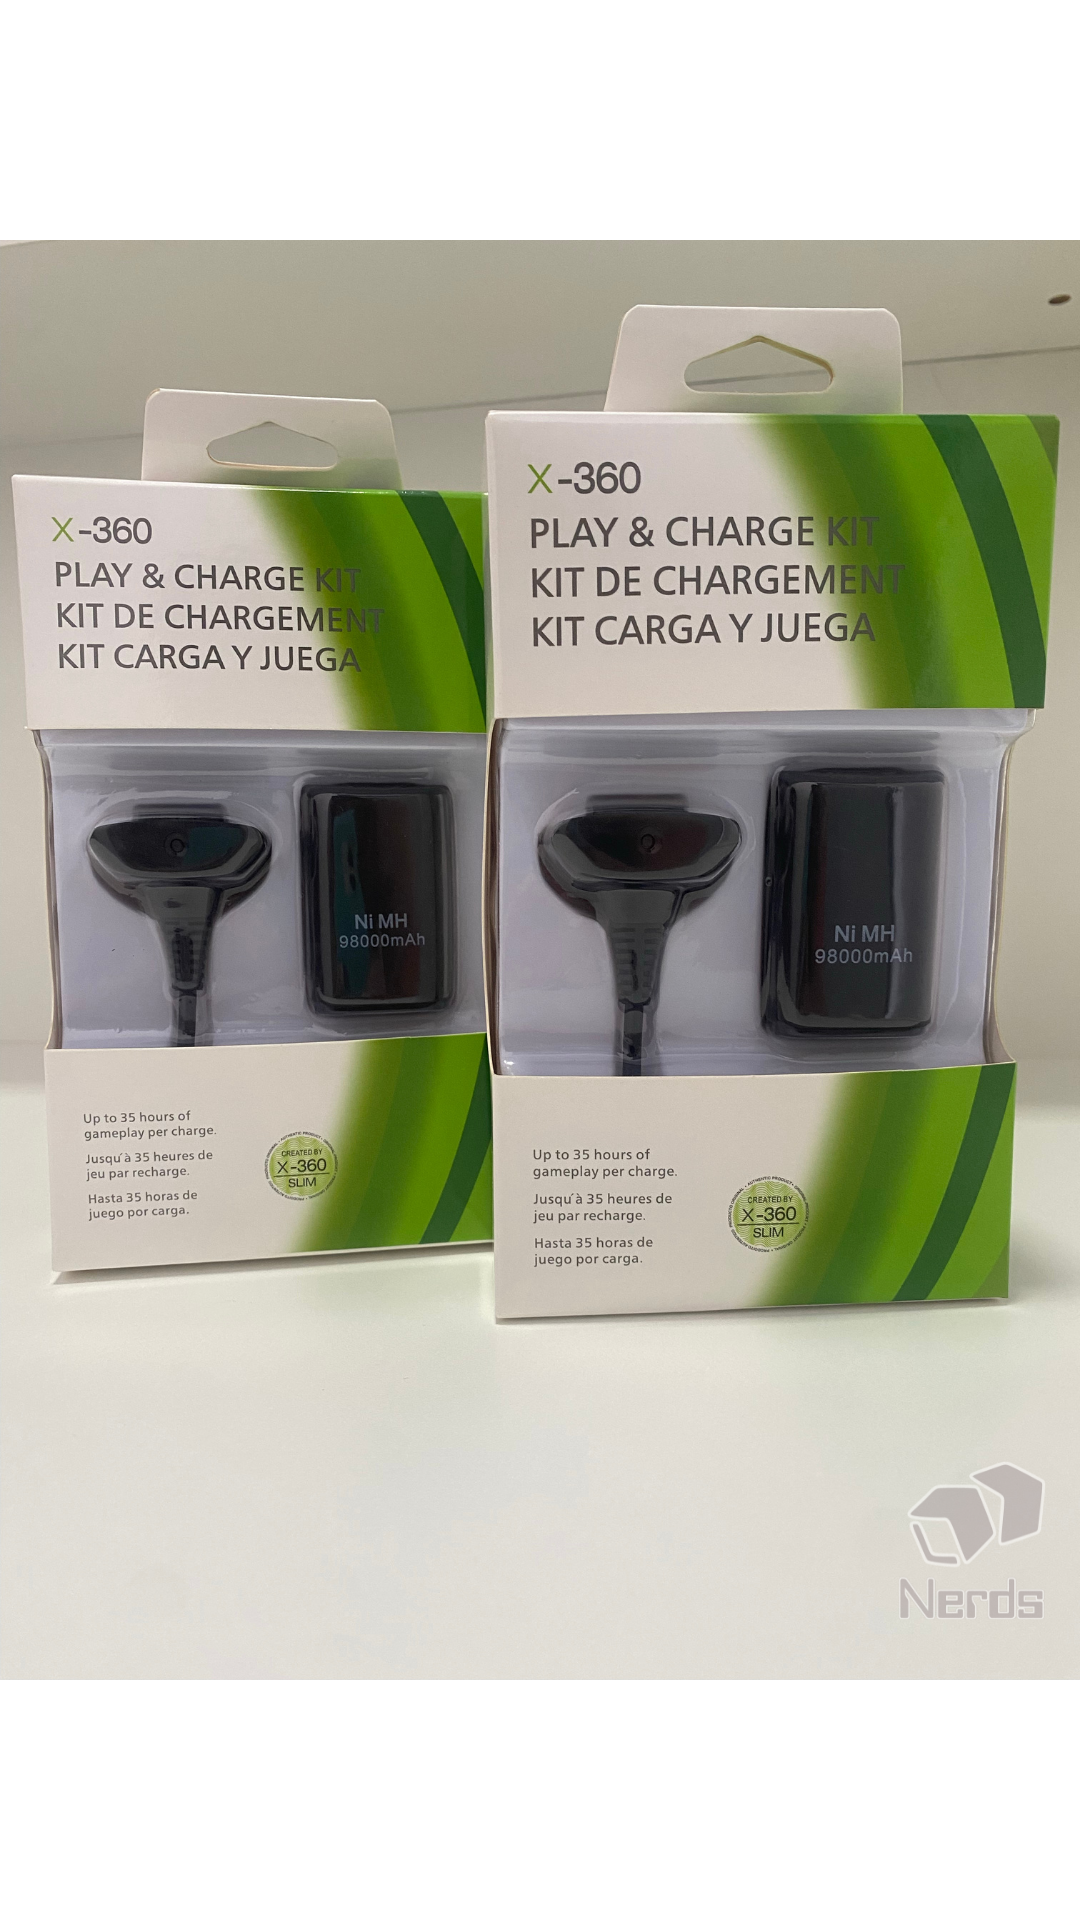 X-360
PLAY & CHARGE KIT
KIT DE CHARGEMENT
KIT CARGA Y JUEGA
Ni MH
98000mAh
Up to 35 hours of
gameplay per charge.
Jusqu'à 35 heures de
jeu par recharge.
Hasta 35 horas de
juego por carga.
CREATED BY
X-360
SLIM
X-360
PLAY & CHARGE KIT
KIT DE CHARGEMENT
KIT CARGA Y JUEGA
Ni MH
98000mAh
Up to 35 hours of
gameplay per charge.
Jusqu'à 35 heures de
jeu par recharge.
Hasta 35 horas de
juego por carga.
CREATED BY
X-360
SLIM
Nerds